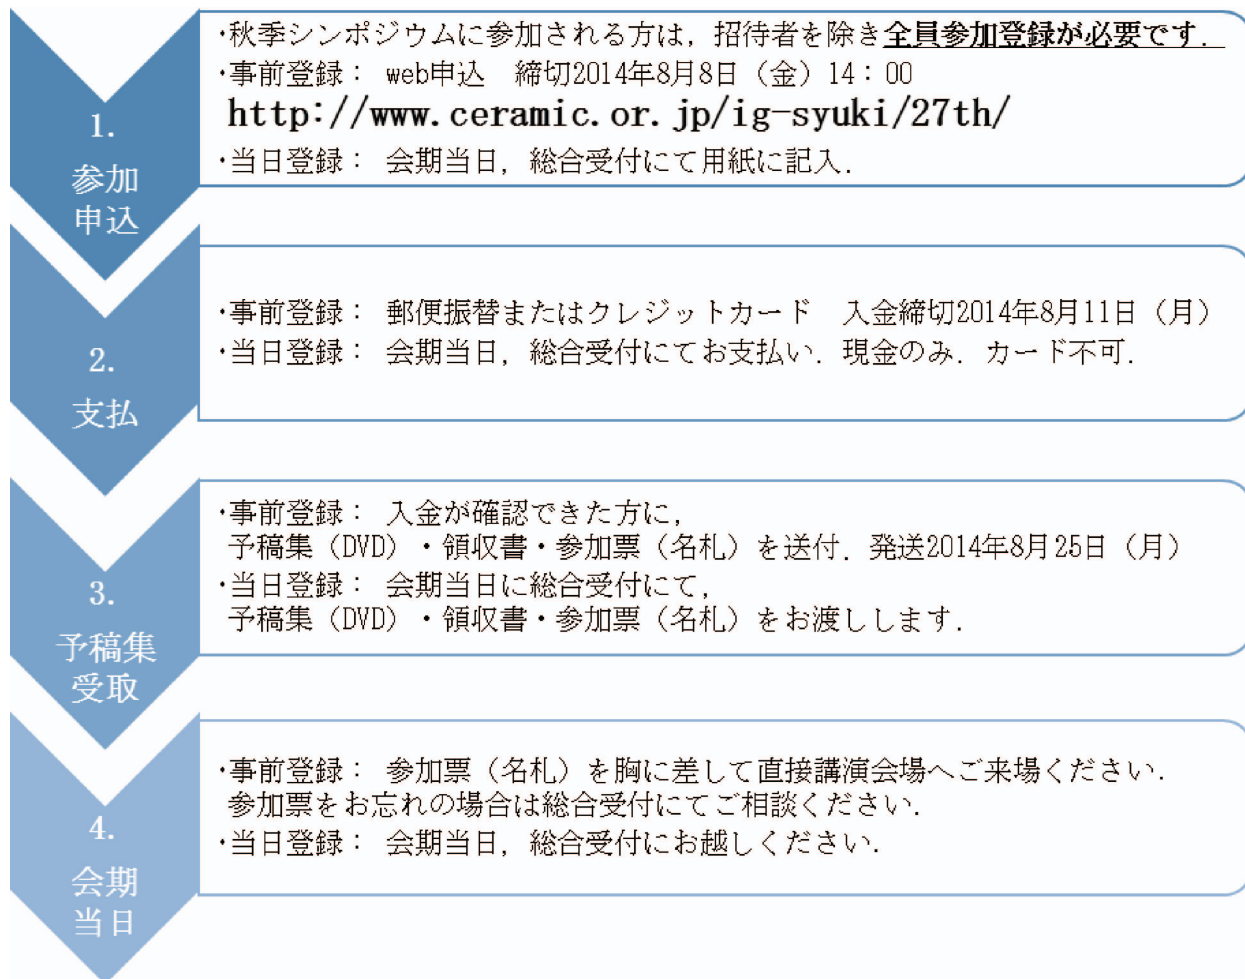 1.
参加
申込
・秋季シンポジウムに参加される方は，招待者を除き全員参加登録が必要です．
・事前登録： web申込　締切2014年8月8日（金）14：00
http://www.ceramic.or.jp/ig-syuki/27th/
・当日登録： 会期当日，総合受付にて用紙に記入．
2.
支払
・事前登録： 郵便振替またはクレジットカード　入金締切2014年8月11日（月）
・当日登録： 会期当日，総合受付にてお支払い．現金のみ．カード不可．
3.
予稿集
受取
・事前登録： 入金が確認できた方に，
予稿集（DVD）・領収書・参加票（名札）を送付．発送2014年8月25日（月）
・当日登録： 会期当日に総合受付にて，
予稿集（DVD）・領収書・参加票（名札）をお渡しします．
4.
会期
当日
・事前登録： 参加票（名札）を胸に差して直接講演会場へご来場ください．
参加票をお忘れの場合は総合受付にてご相談ください．
・当日登録： 会期当日，総合受付にお越しください．